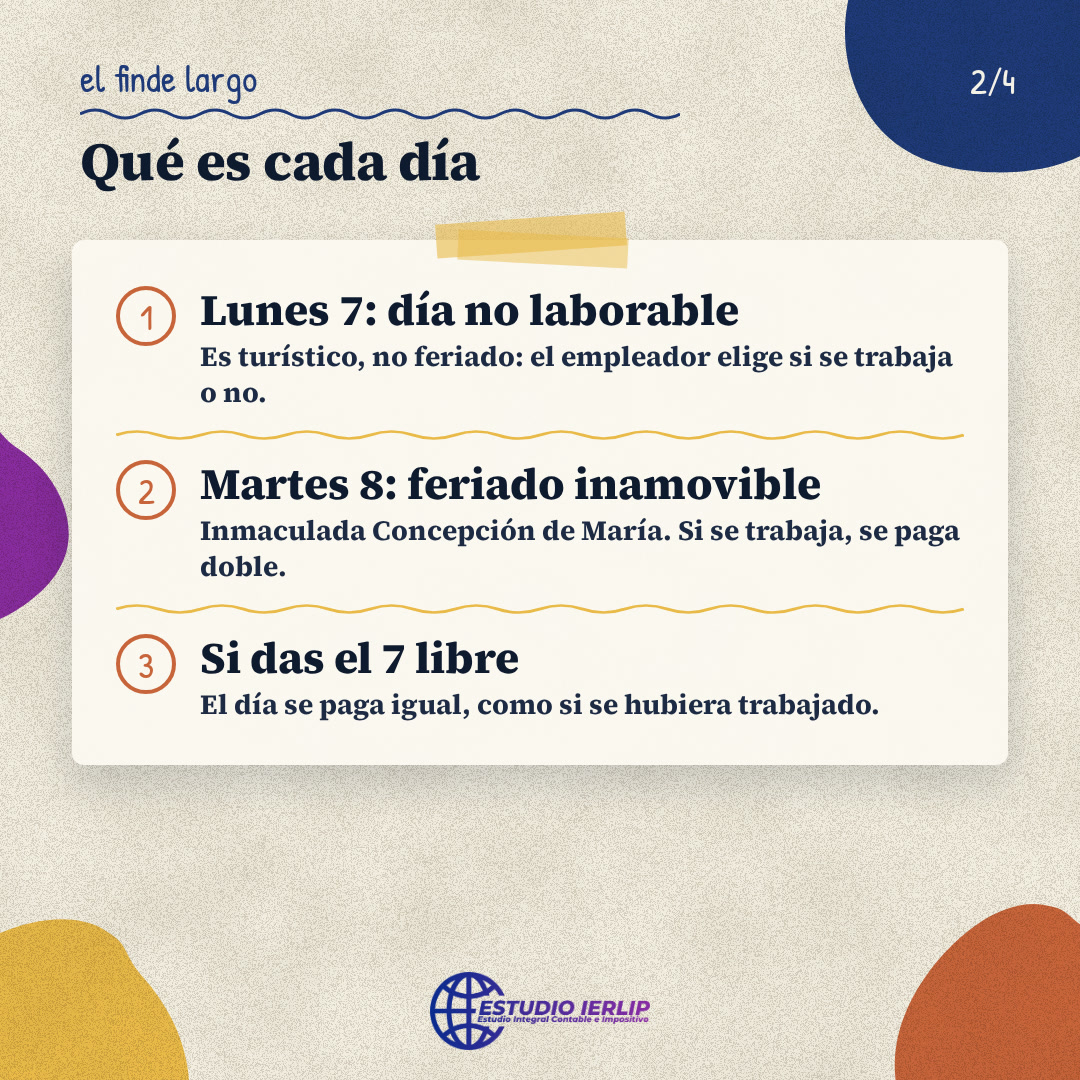 el finde largo
2/4
Qué es cada día
1
Lunes 7: día no laborable
Es turístico, no feriado: el empleador elige si se trabaja
o no.
2
Martes 8: feriado inamovible
Inmaculada Concepción de María. Si se trabaja, se paga
doble.
3
Si das el 7 libre
El día se paga igual, como si se hubiera trabajado.
ESTUDIO IERLIP
Estudio Integral Contable e Impositivo